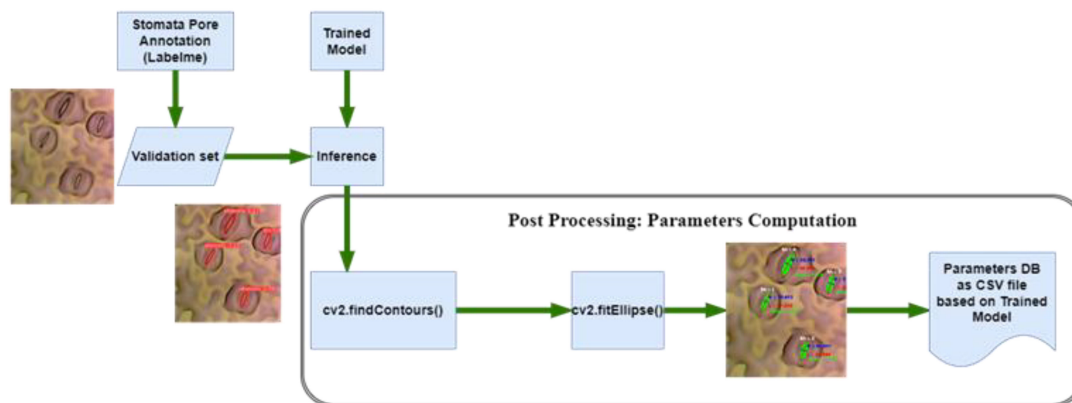 Stomata Pore
Annotation
(Labelme)
Trained
Model
Validation set
Inference
Post Processing: Parameters Computation
cv2.findContours()
cv2.fitEllipse()
Parameters DB
as CSV file
based on Trained
Model